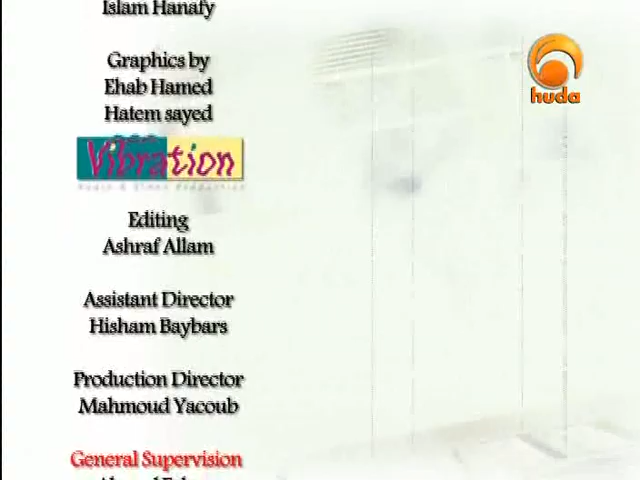 Islam Hanafy
huda
Graphics by
Ehab Hamed
Hatem sayed
Vibration
Editing
Ashraf Allam
Assistant Director
Hisham Baybars
Production Director
Mahmoud Yacoub
General Supervision